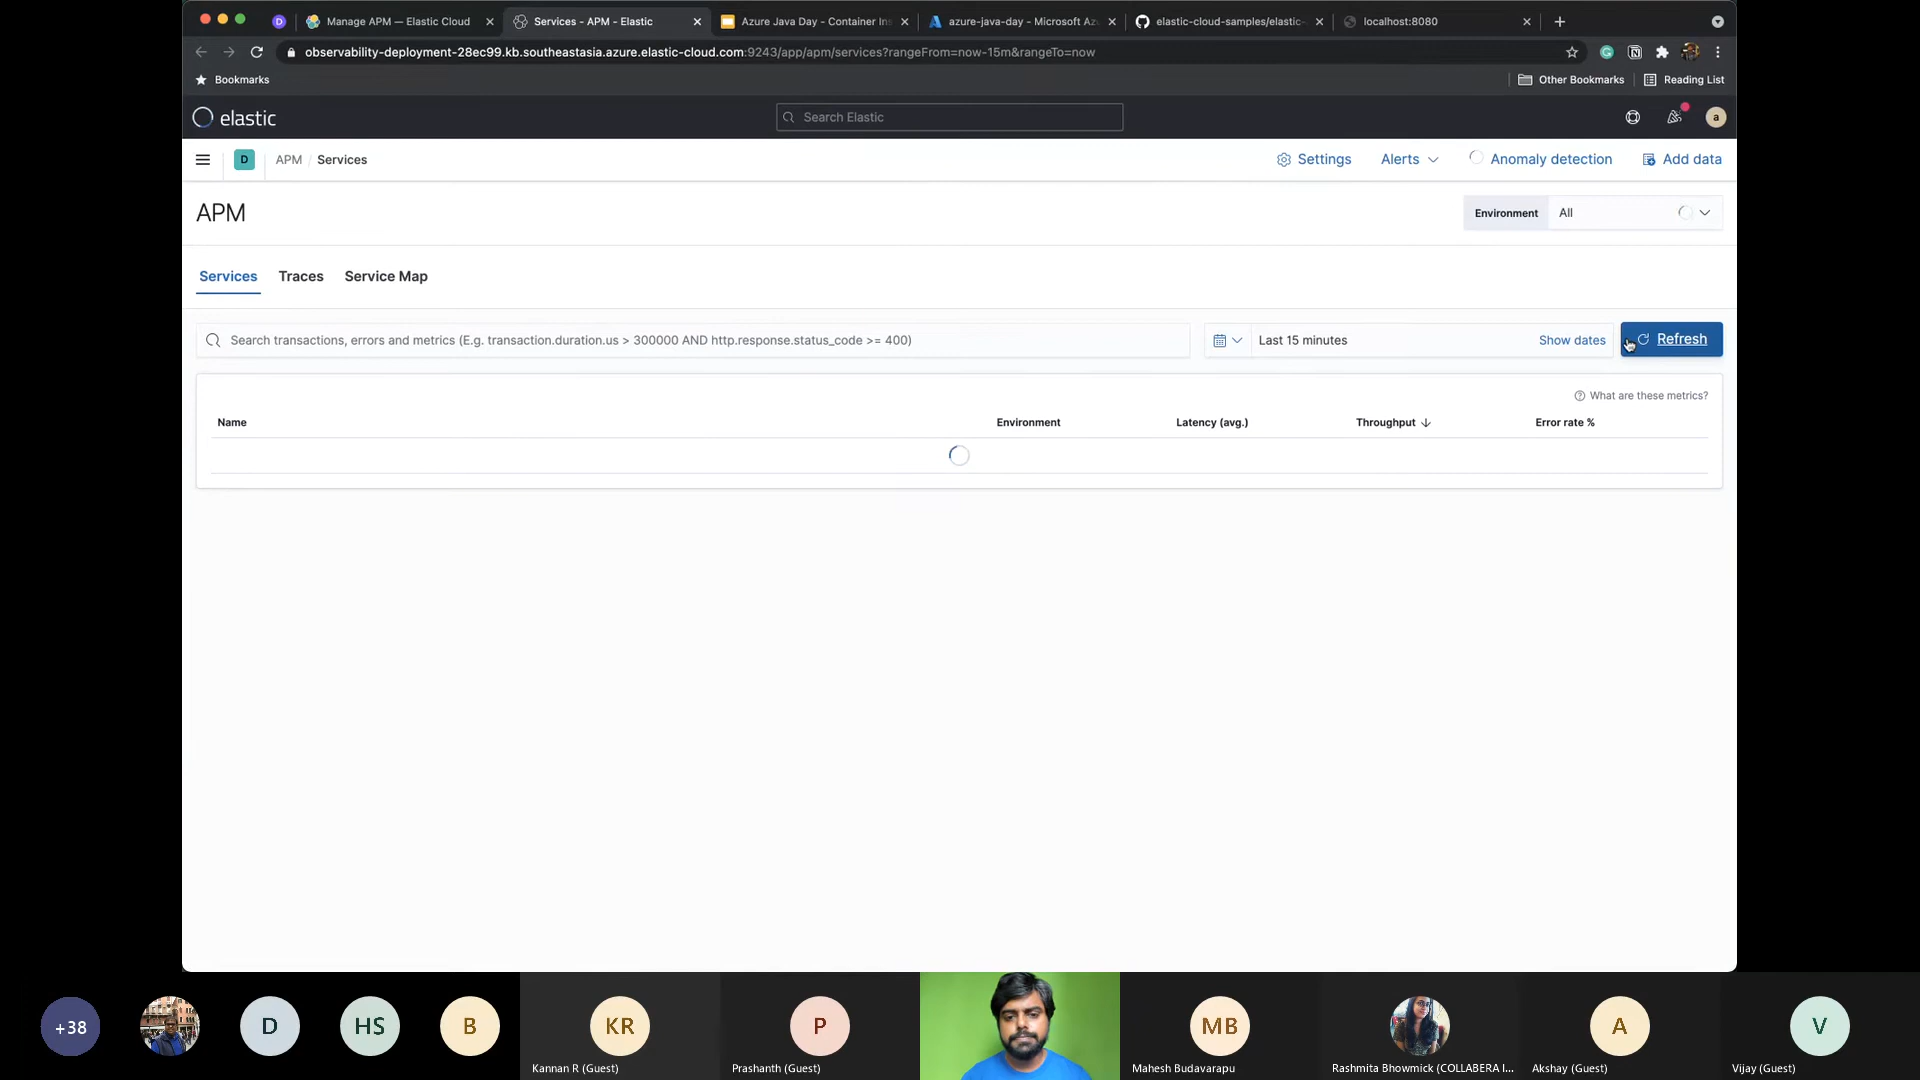 D
Manage APM — Elastic Cloud
Services - APM - Elastic
Azure Java Day - Container Ins
azure-java-day - Microsoft Az
elastic-cloud-samples/elastic-
localhost:8080
observability-deployment-28ec99.kb.southeastasia.azure.elastic-cloud.com:9243/app/apm/services?rangeFrom=now-15m&rangeTo=now
Bookmarks
Other Bookmarks
Reading List
elastic
Search Elastic
a
D
APM / Services
Settings
Alerts
Anomaly detection
Add data
APM
Environment
All
Services
Traces
Service Map
Search transactions, errors and metrics (E.g. transaction.duration.us > 300000 AND http.response.status_code >= 400)
Last 15 minutes
Show dates
Refresh
What are these metrics?
Name
Environment
Latency (avg.)
Throughput
Error rate %
+38
D
HS
B
KR
P
MB
A
V
Kannan R (Guest)
Prashanth (Guest)
Mahesh Budavarapu
Rashmita Bhowmick (COLLABERA I...
Akshay (Guest)
Vijay (Guest)